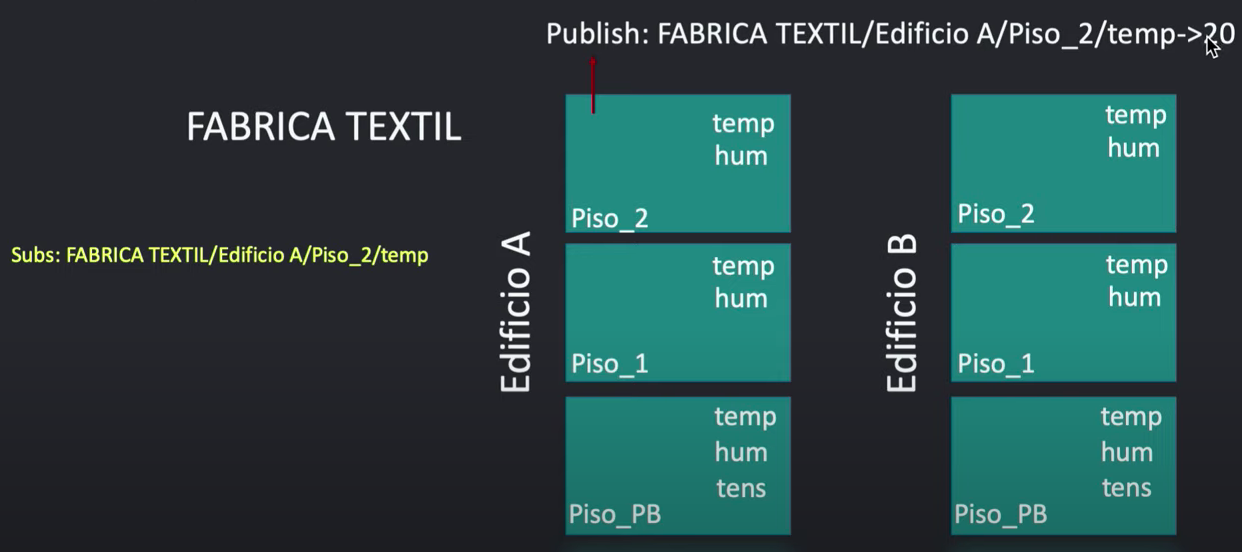 Publish: FABRICA TEXTIL/Edificio A/Piso_2/temp->20
FABRICA TEXTIL
Subs: FABRICA TEXTIL/Edificio A/Piso_2/temp
Edificio A
temp
hum
Piso_2
temp
hum
Piso_1
temp
hum
tens
Piso_PB
Edificio B
temp
hum
Piso_2
temp
hum
Piso_1
temp
hum
tens
Piso_PB